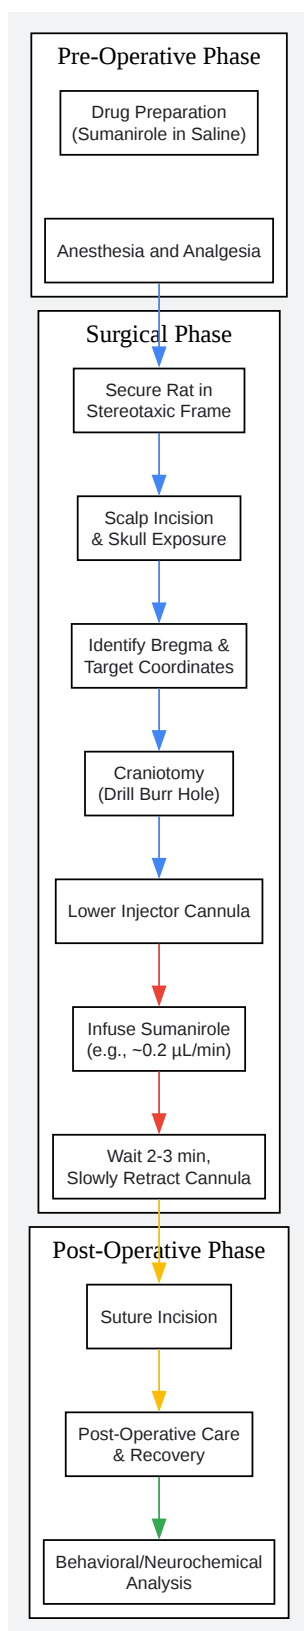 Pre-Operative Phase
Drug Preparation
(Sumanirole in Saline)
Anesthesia and Analgesia
Surgical Phase
Secure Rat in
Stereotaxic Frame
Scalp Incision
& Skull Exposure
Identify Bregma &
Target Coordinates
Craniotomy
(Drill Burr Hole)
Lower Injector Cannula
Infuse Sumanirole
(e.g., ~0.2 µL/min)
Wait 2-3 min,
Slowly Retract Cannula
Post-Operative Phase
Suture Incision
Post-Operative Care
& Recovery
Behavioral/Neurochemical
Analysis